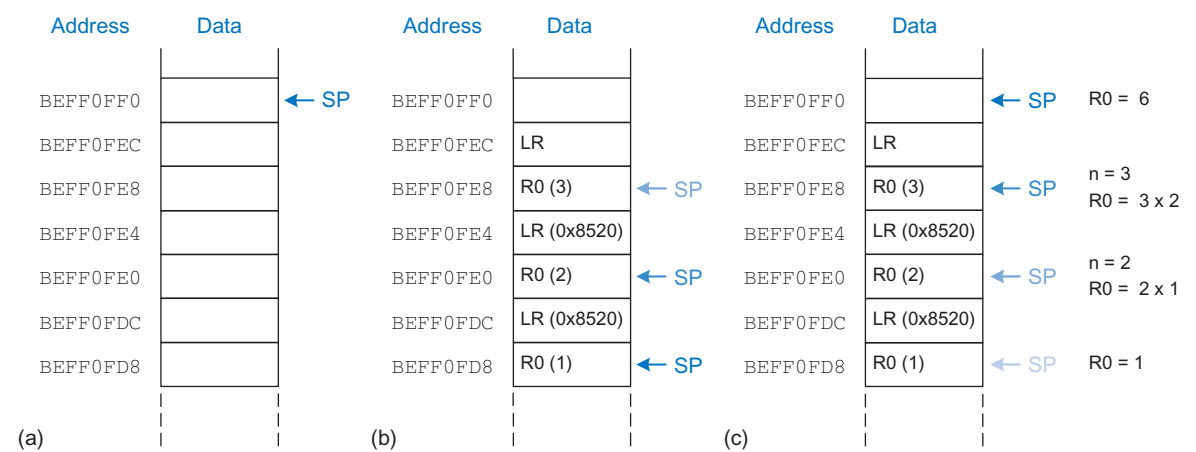 Address Data
BEFF0FF0 SP
BEFF0FEC
BEFF0FE8
BEFF0FE4
BEFF0FE0
BEFF0FDC
BEFF0FD8
(a)
Address Data
BEFF0FF0
BEFF0FEC LR
BEFF0FE8 R0 (3) SP
BEFF0FE4 LR (0x8520)
BEFF0FE0 R0 (2) SP
BEFF0FDC LR (0x8520)
BEFF0FD8 R0 (1) SP
(b)
Address Data
BEFF0FF0 SP R0 = 6
BEFF0FEC LR
BEFF0FE8 R0 (3) SP n = 3
R0 = 3 x 2
BEFF0FE4 LR (0x8520)
BEFF0FE0 R0 (2) SP n = 2
R0 = 2 x 1
BEFF0FDC LR (0x8520)
BEFF0FD8 R0 (1) SP R0 = 1
(c)